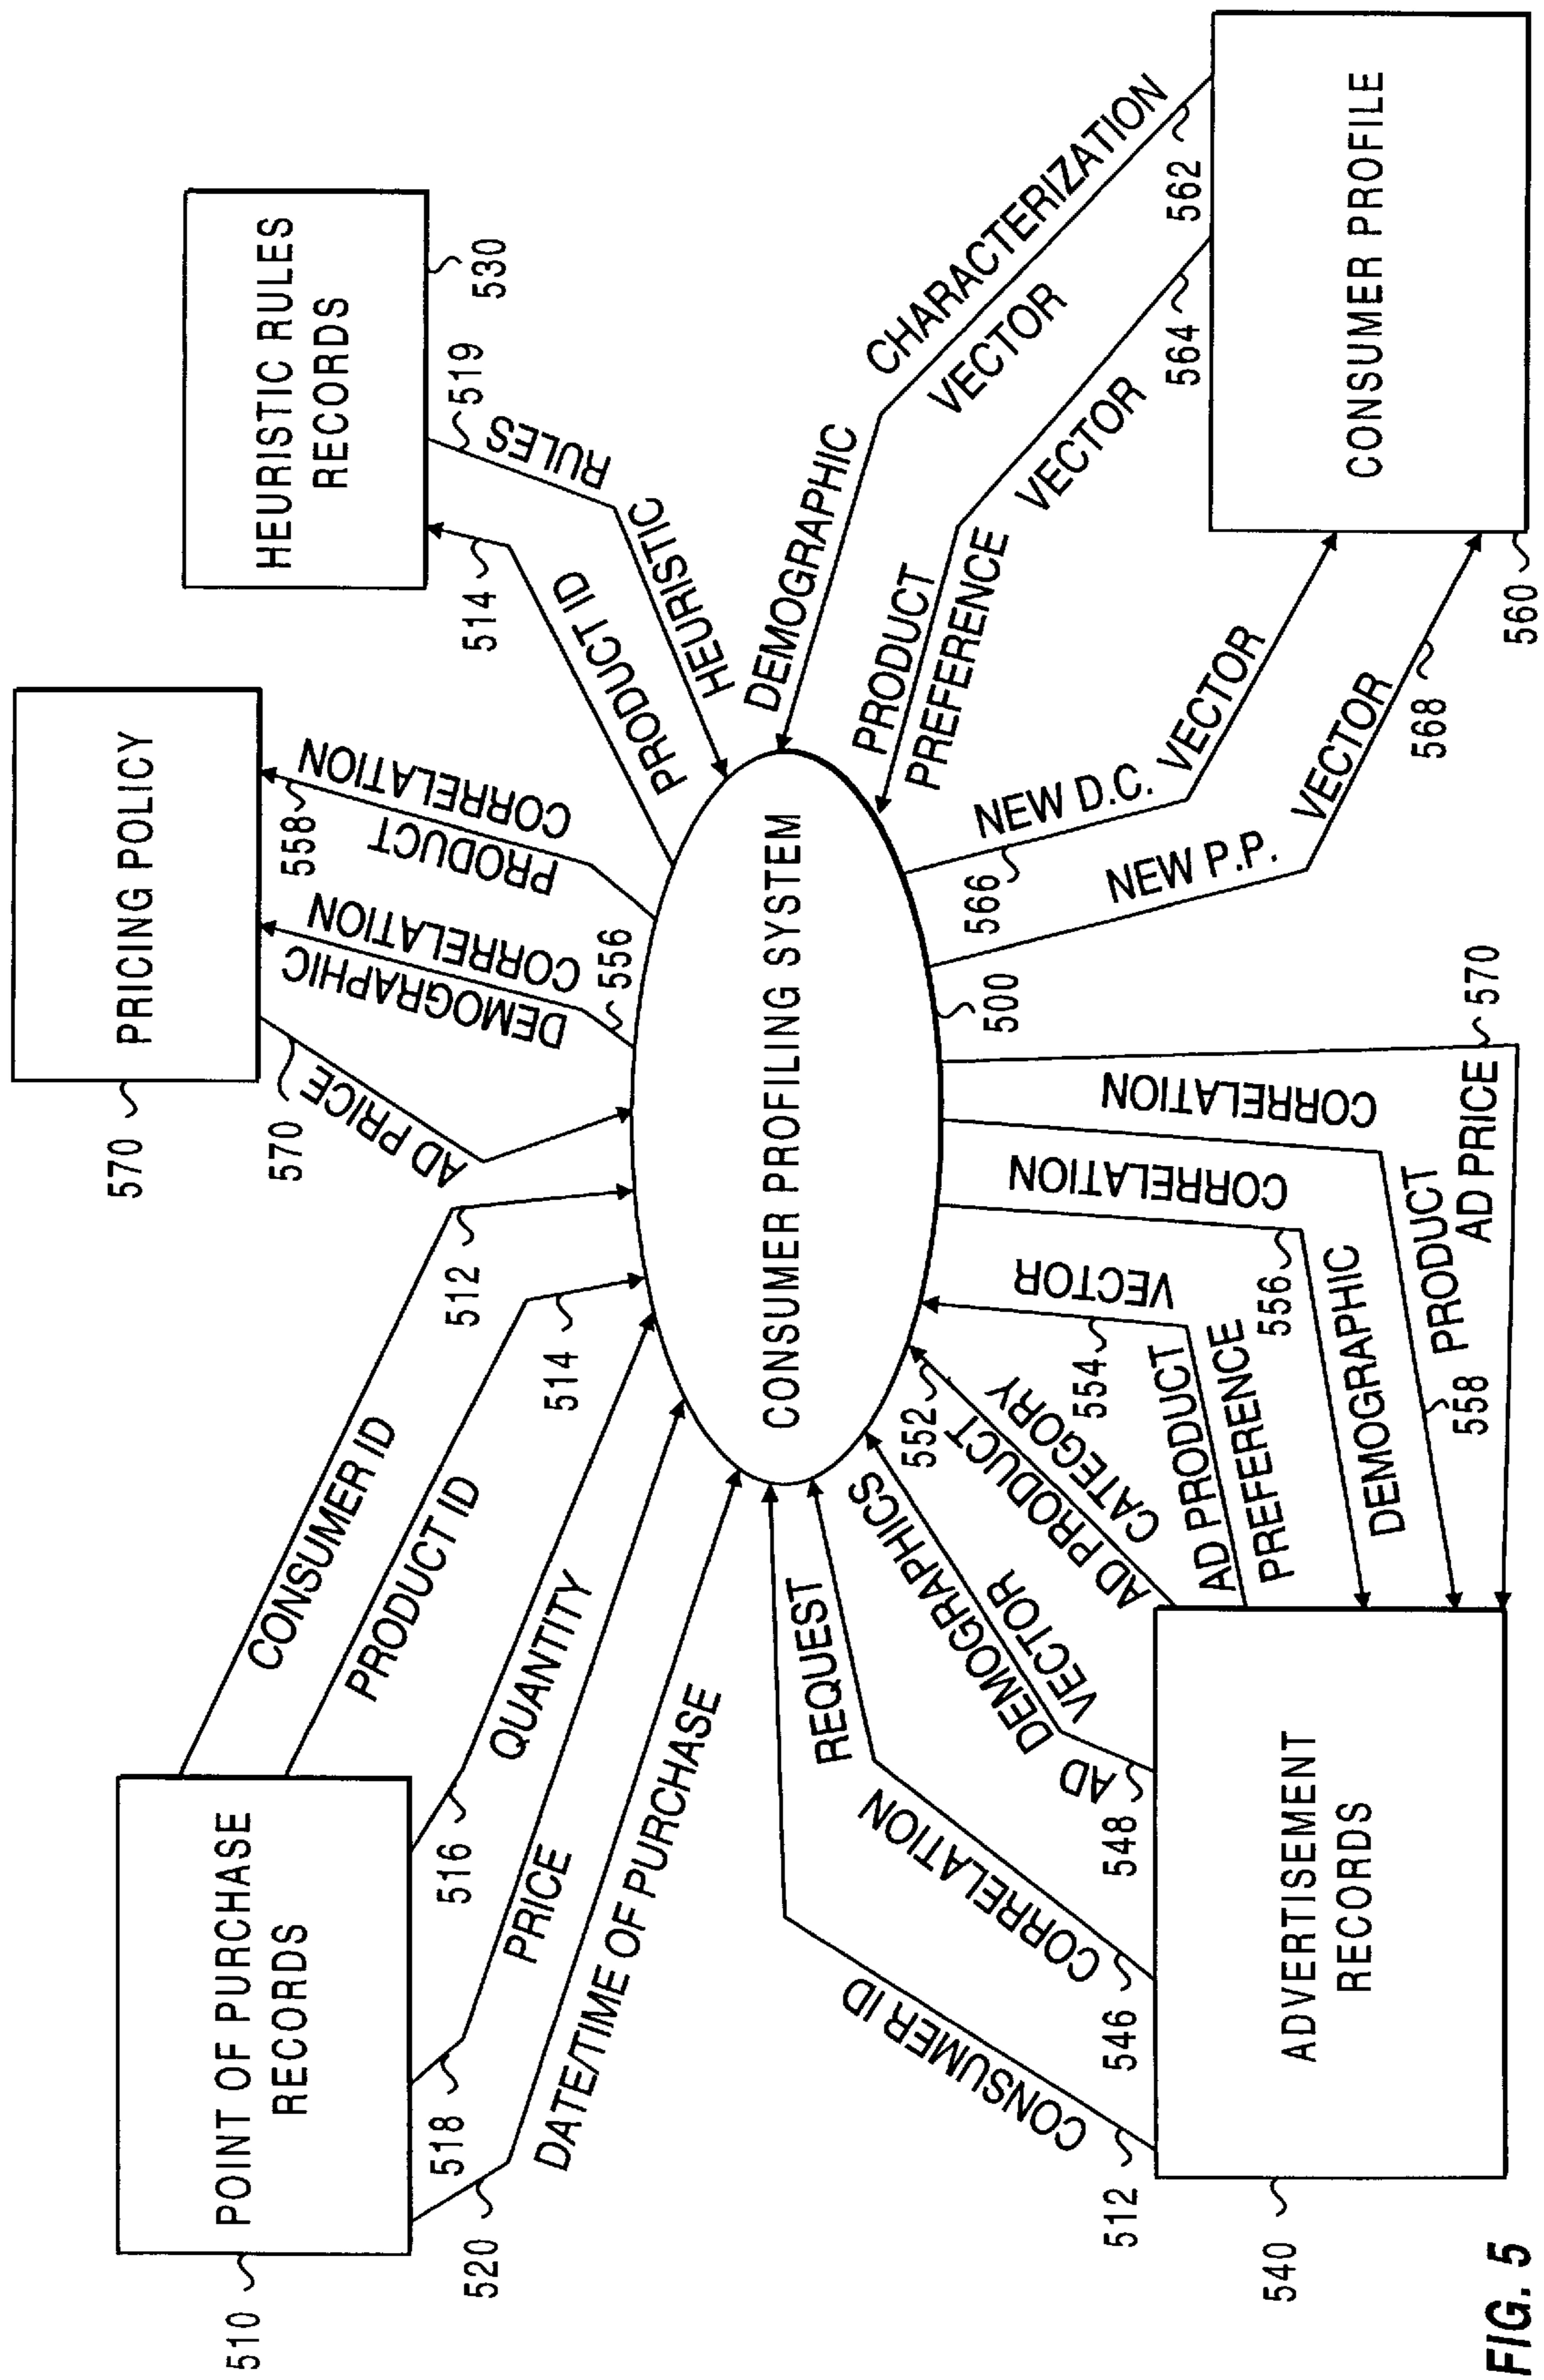 POINT OF PURCHASE
RECORDS
510
CONSUMER ID
512
PRODUCT ID
514
QUANTITY
516
PRICE
518
DATE/TIME OF PURCHASE
520
PRICING POLICY
570
AD PRICE
570
DEMOGRAPHIC
CORRELATION
556
PRODUCT
CORRELATION
558
HEURISTIC RULES
RECORDS
530
PRODUCT ID
514
HEURISTIC
RULES
519
CONSUMER PROFILING SYSTEM
500
DEMOGRAPHIC
CHARACTERIZATION
VECTOR
562
PRODUCT
PREFERENCE
VECTOR
564
NEW D.C. VECTOR
566
NEW P.P. VECTOR
568
CONSUMER PROFILE
560
ADVERTISEMENT
RECORDS
540
CONSUMER ID
512
CORRELATION
REQUEST
546
AD DEMOGRAPHICS
VECTOR
548
AD PRODUCT
CATEGORY
552
AD PRODUCT
PREFERENCE
VECTOR
554
DEMOGRAPHIC
CORRELATION
556
PRODUCT
CORRELATION
558
AD PRICE
570
FIG. 5